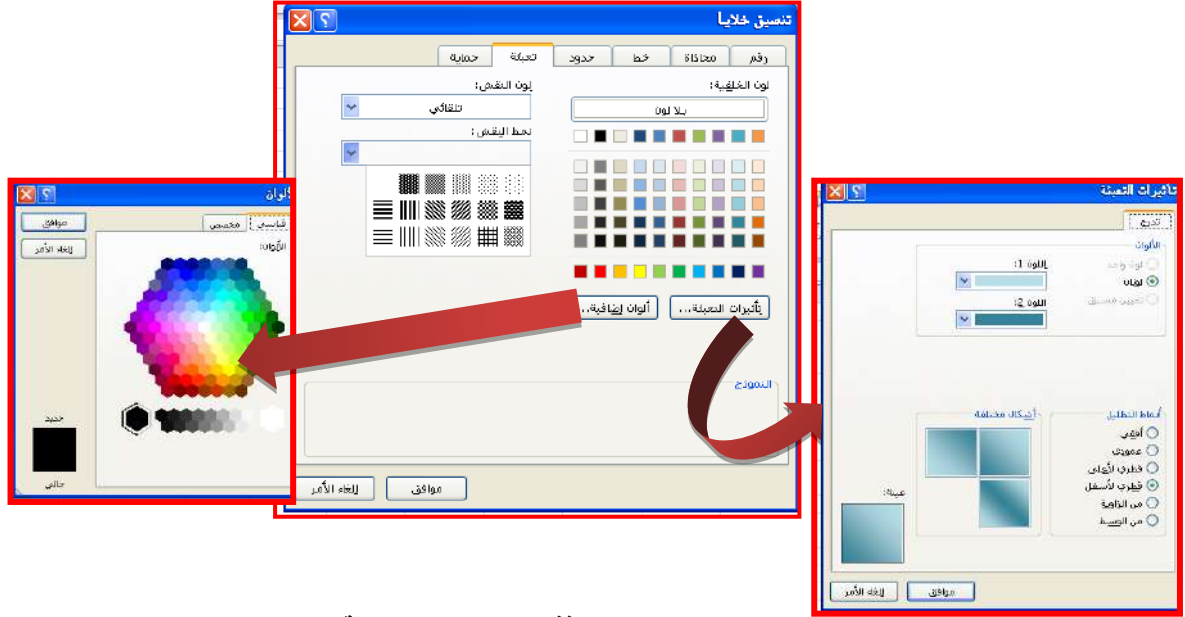 تنسيق خلايا
رقم
محاذاة
خط
حدود
تعبئة
حماية
لون الخلفية:
لون النقش:
بلا لون
تلقائي
نمط النقش:
تأثيرات التعبئة...
ألوان إضافية...
النموذج
موافق
إلغاء الأمر
الألوان
قياسي
مخصص
موافق
إلغاء الأمر
الألوان:
جديد
حالي
تأثيرات التعبئة
تدرج
الألوان
لون واحد
لونان
تعيين مسبق
اللون 1:
اللون 2:
أنماط التظليل
أفقي
عمودي
قطري لأعلى
قطري لأسفل
من الزاوية
من الوسط
أشكال مختلفة
عينة:
موافق
إلغاء الأمر